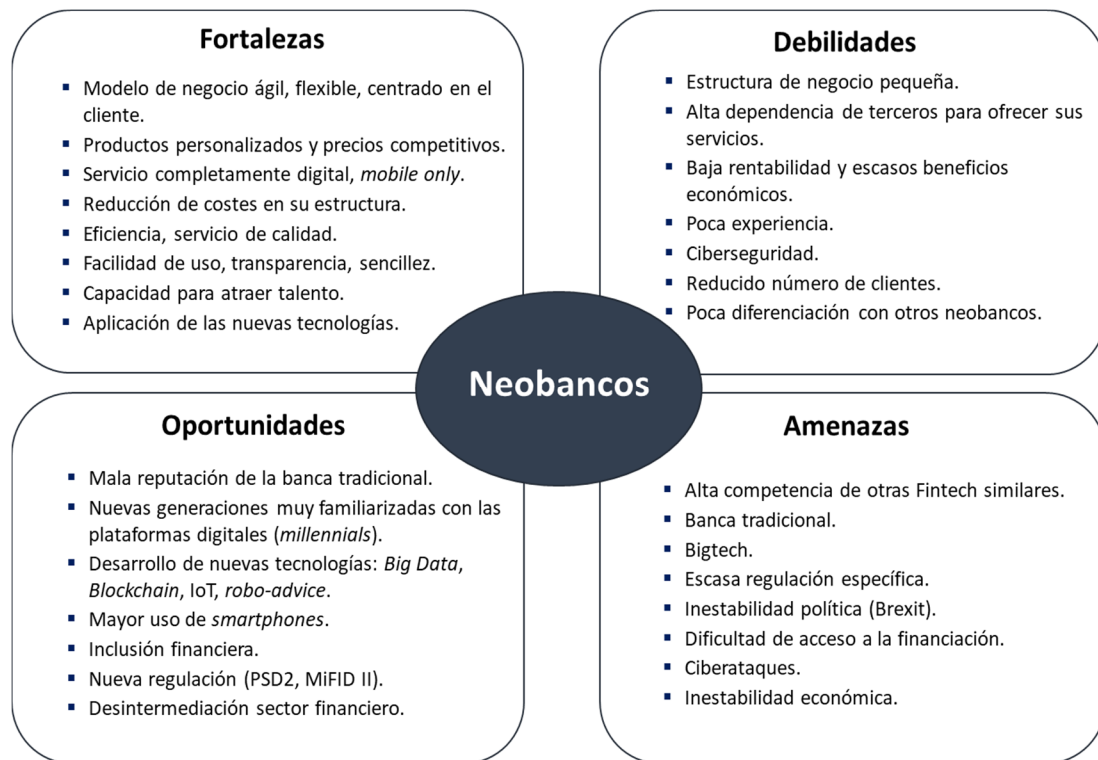 Fortalezas
▪ Modelo de negocio ágil, flexible, centrado en el
cliente.
▪ Productos personalizados y precios competitivos.
▪ Servicio completamente digital, mobile only.
▪ Reducción de costes en su estructura.
▪ Eficiencia, servicio de calidad.
▪ Facilidad de uso, transparencia, sencillez.
▪ Capacidad para atraer talento.
▪ Aplicación de las nuevas tecnologías.
Debilidades
▪ Estructura de negocio pequeña.
▪ Alta dependencia de terceros para ofrecer sus
servicios.
▪ Baja rentabilidad y escasos beneficios
económicos.
▪ Poca experiencia.
▪ Ciberseguridad.
▪ Reducido número de clientes.
▪ Poca diferenciación con otros neobancos.
Neobancos
Oportunidades
▪ Mala reputación de la banca tradicional.
▪ Nuevas generaciones muy familiarizadas con las
plataformas digitales (millennials).
▪ Desarrollo de nuevas tecnologías: Big Data,
Blockchain, IoT, robo-advice.
▪ Mayor uso de smartphones.
▪ Inclusión financiera.
▪ Nueva regulación (PSD2, MiFID II).
▪ Desintermediación sector financiero.
Amenazas
▪ Alta competencia de otras Fintech similares.
▪ Banca tradicional.
▪ Bigtech.
▪ Escasa regulación específica.
▪ Inestabilidad política (Brexit).
▪ Dificultad de acceso a la financiación.
▪ Ciberataques.
▪ Inestabilidad económica.